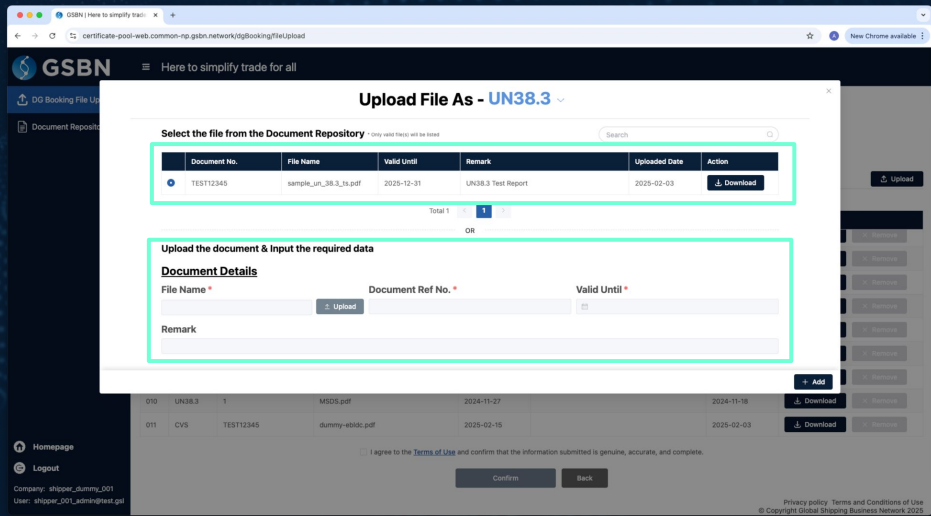 GSBN | Here to simplify trade
certificate-pool-web.common-np.gsbn.network/dgBooking/fileUpload
A
New Chrome available
GSBN
Here to simplify trade for all
DG Booking File Up
Document Reposito
Upload
Upload File As - UN38.3
Select the file from the Document Repository * Only valid file(s) will be listed
Search
Document No. File Name Valid Until Remark Uploaded Date Action
TEST12345 sample_un_38.3_ts.pdf 2025-12-31 UN38.3 Test Report 2025-02-03 Download
Total 1 1
OR
Upload the document & Input the required data
Document Details
File Name * Document Ref No. * Valid Until *
Upload
Remark
Add
Remove
Remove
Remove
Remove
Remove
Remove
Remove
010 UN38.3 1 MSDS.pdf 2024-11-27 2024-11-18 Download Remove
011 CVS TEST12345 dummy-ebldc.pdf 2025-02-15 2025-02-03 Download Remove
I agree to the Terms of Use and confirm that the information submitted is genuine, accurate, and complete.
Confirm Back
Homepage
Logout
Company: shipper_dummy_001
User: shipper_001_admin@test.gsl
Privacy policy Terms and Conditions of Use
© Copyright Global Shipping Business Network 2025